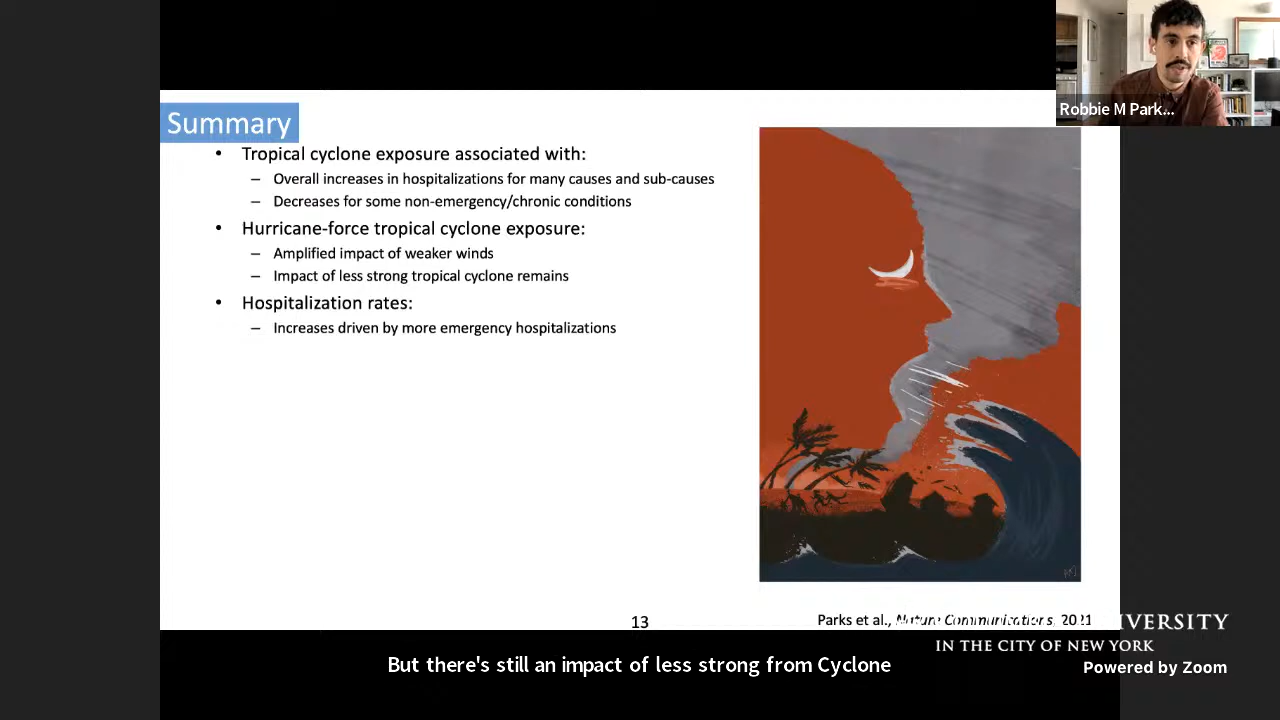 Robbie M Park...
Summary
• Tropical cyclone exposure associated with:
– Overall increases in hospitalizations for many causes and sub-causes
– Decreases for some non-emergency/chronic conditions
• Hurricane-force tropical cyclone exposure:
– Amplified impact of weaker winds
– Impact of less strong tropical cyclone remains
• Hospitalization rates:
– Increases driven by more emergency hospitalizations
13
Parks et al., Nature Communications, 2021
IN THE CITY OF NEW YORK
But there's still an impact of less strong from Cyclone
Powered by Zoom